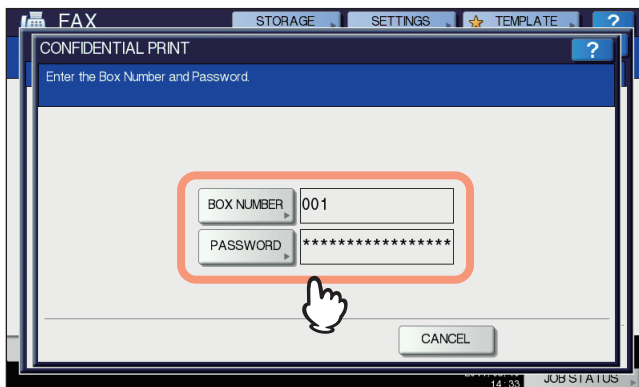 FAX STORAGE SETTINGS TEMPLATE ?
CONFIDENTIAL PRINT ?
Enter the Box Number and Password.
BOX NUMBER 001
PASSWORD *****************
CANCEL
14:33 JOB STATUS